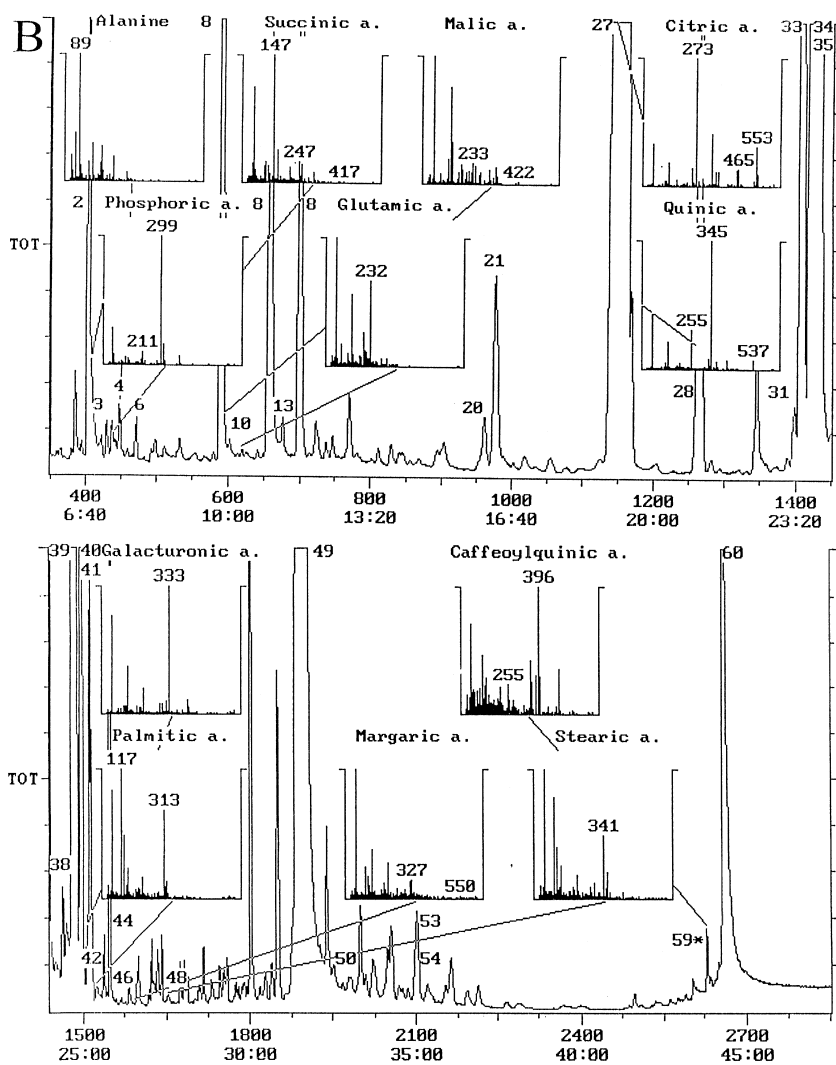 B
Alanine 8 Succinic a. Malic a. 27 Citric a. 33 34
89 147 273 35
247 417 233 422 465 553
2 Phosphoric a. 8 8 Glutamic a. Quinic a.
299 345
TOT
232 21
211 255 537
3 4 6 10 13 20 28 31
400 600 800 1000 1200 1400
6:40 10:00 13:20 16:40 20:00 23:20
39 40 Galacturonic a. 49 Caffeoylquinic a. 60
41 333 396
255
Palmitic a. Margaric a. Stearic a.
117
TOT
313 341
327 550
38
44 53 59*
42 46 48 50 54
1500 1800 2100 2400 2700
25:00 30:00 35:00 40:00 45:00